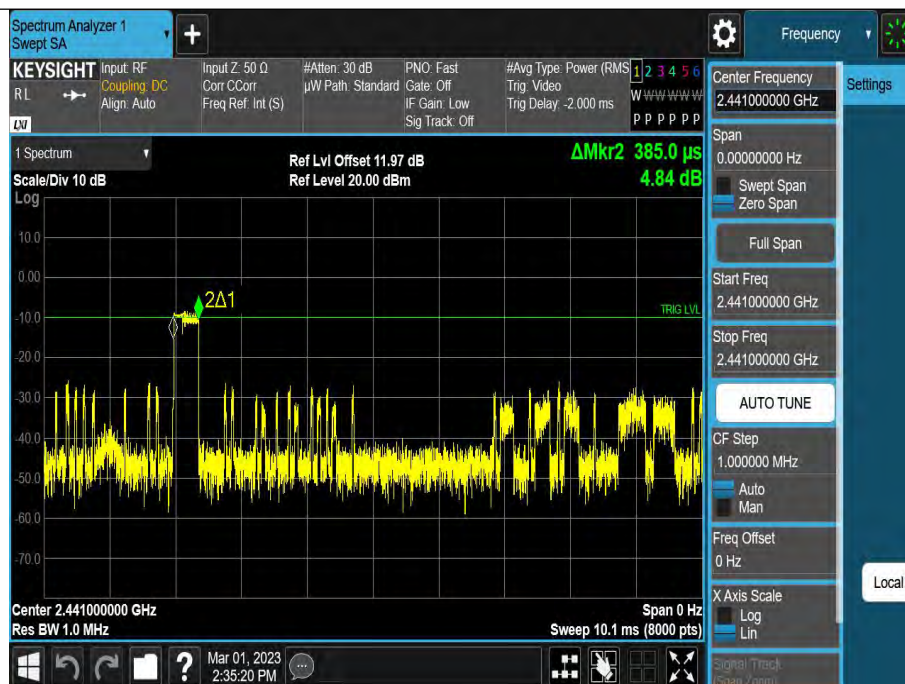 Spectrum Analyzer 1
Swept SA
Frequency
KEYSIGHT
RL
LXI
Input: RF
Coupling: DC
Align: Auto
Input Z: 50 Ω
Corr CCorr
Freq Ref: Int (S)
#Atten: 30 dB
µW Path: Standard
PNO: Fast
Gate: Off
IF Gain: Low
Sig Track: Off
#Avg Type: Power (RMS
Trig: Video
Trig Delay: -2.000 ms
1 2 3 4 5 6
W W W W W W
P P P P P P
Center Frequency
2.441000000 GHz
Settings
1 Spectrum
Scale/Div 10 dB
Ref Lvl Offset 11.97 dB
Ref Level 20.00 dBm
ΔMkr2 385.0 µs
4.84 dB
Span
0.00000000 Hz
Swept Span
Zero Span
Full Span
Start Freq
2.441000000 GHz
Stop Freq
2.441000000 GHz
AUTO TUNE
CF Step
1.000000 MHz
Auto
Man
Freq Offset
0 Hz
X Axis Scale
Log
Lin
Signal Track
(Span Zoom)
Local
Log
10.0
0.00
-10.0
-20.0
-30.0
-40.0
-50.0
-60.0
-70.0
2Δ1
TRIG LVL
Center 2.441000000 GHz
Res BW 1.0 MHz
Span 0 Hz
Sweep 10.1 ms (8000 pts)
?
Mar 01, 2023
2:35:20 PM